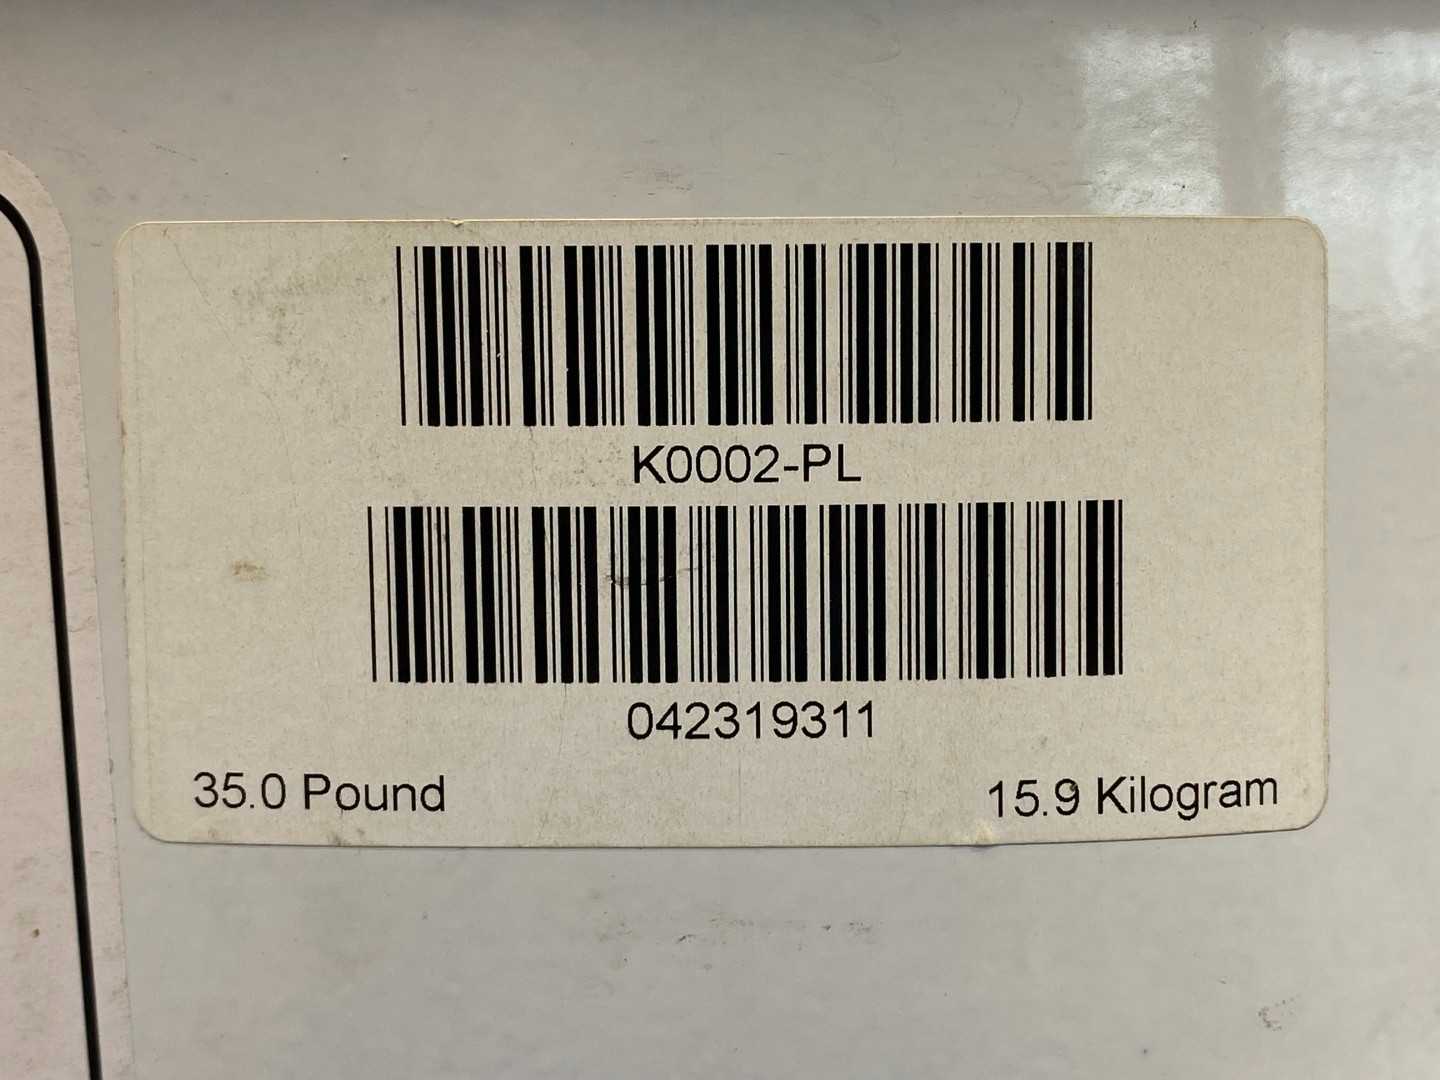 K0002-PL
042319311
35.0 Pound 15.9 Kilogram